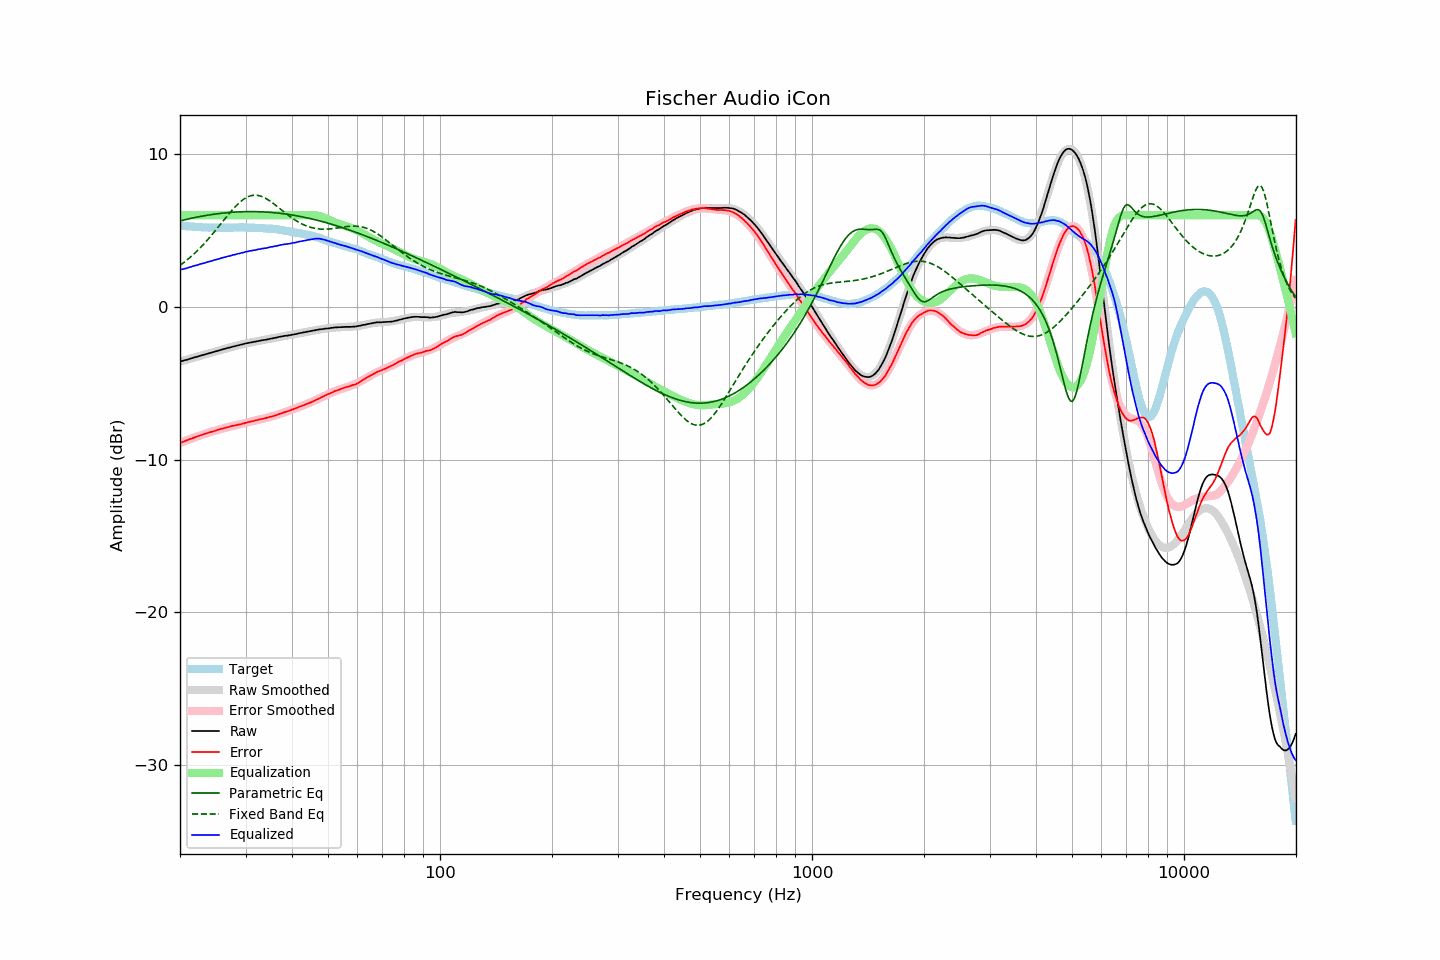 Fischer Audio iCon
Amplitude (dBr)
10
0
−10
−20
−30
Target
Raw Smoothed
Error Smoothed
Raw
Error
Equalization
Parametric Eq
Fixed Band Eq
Equalized
100 1000 10000
Frequency (Hz)